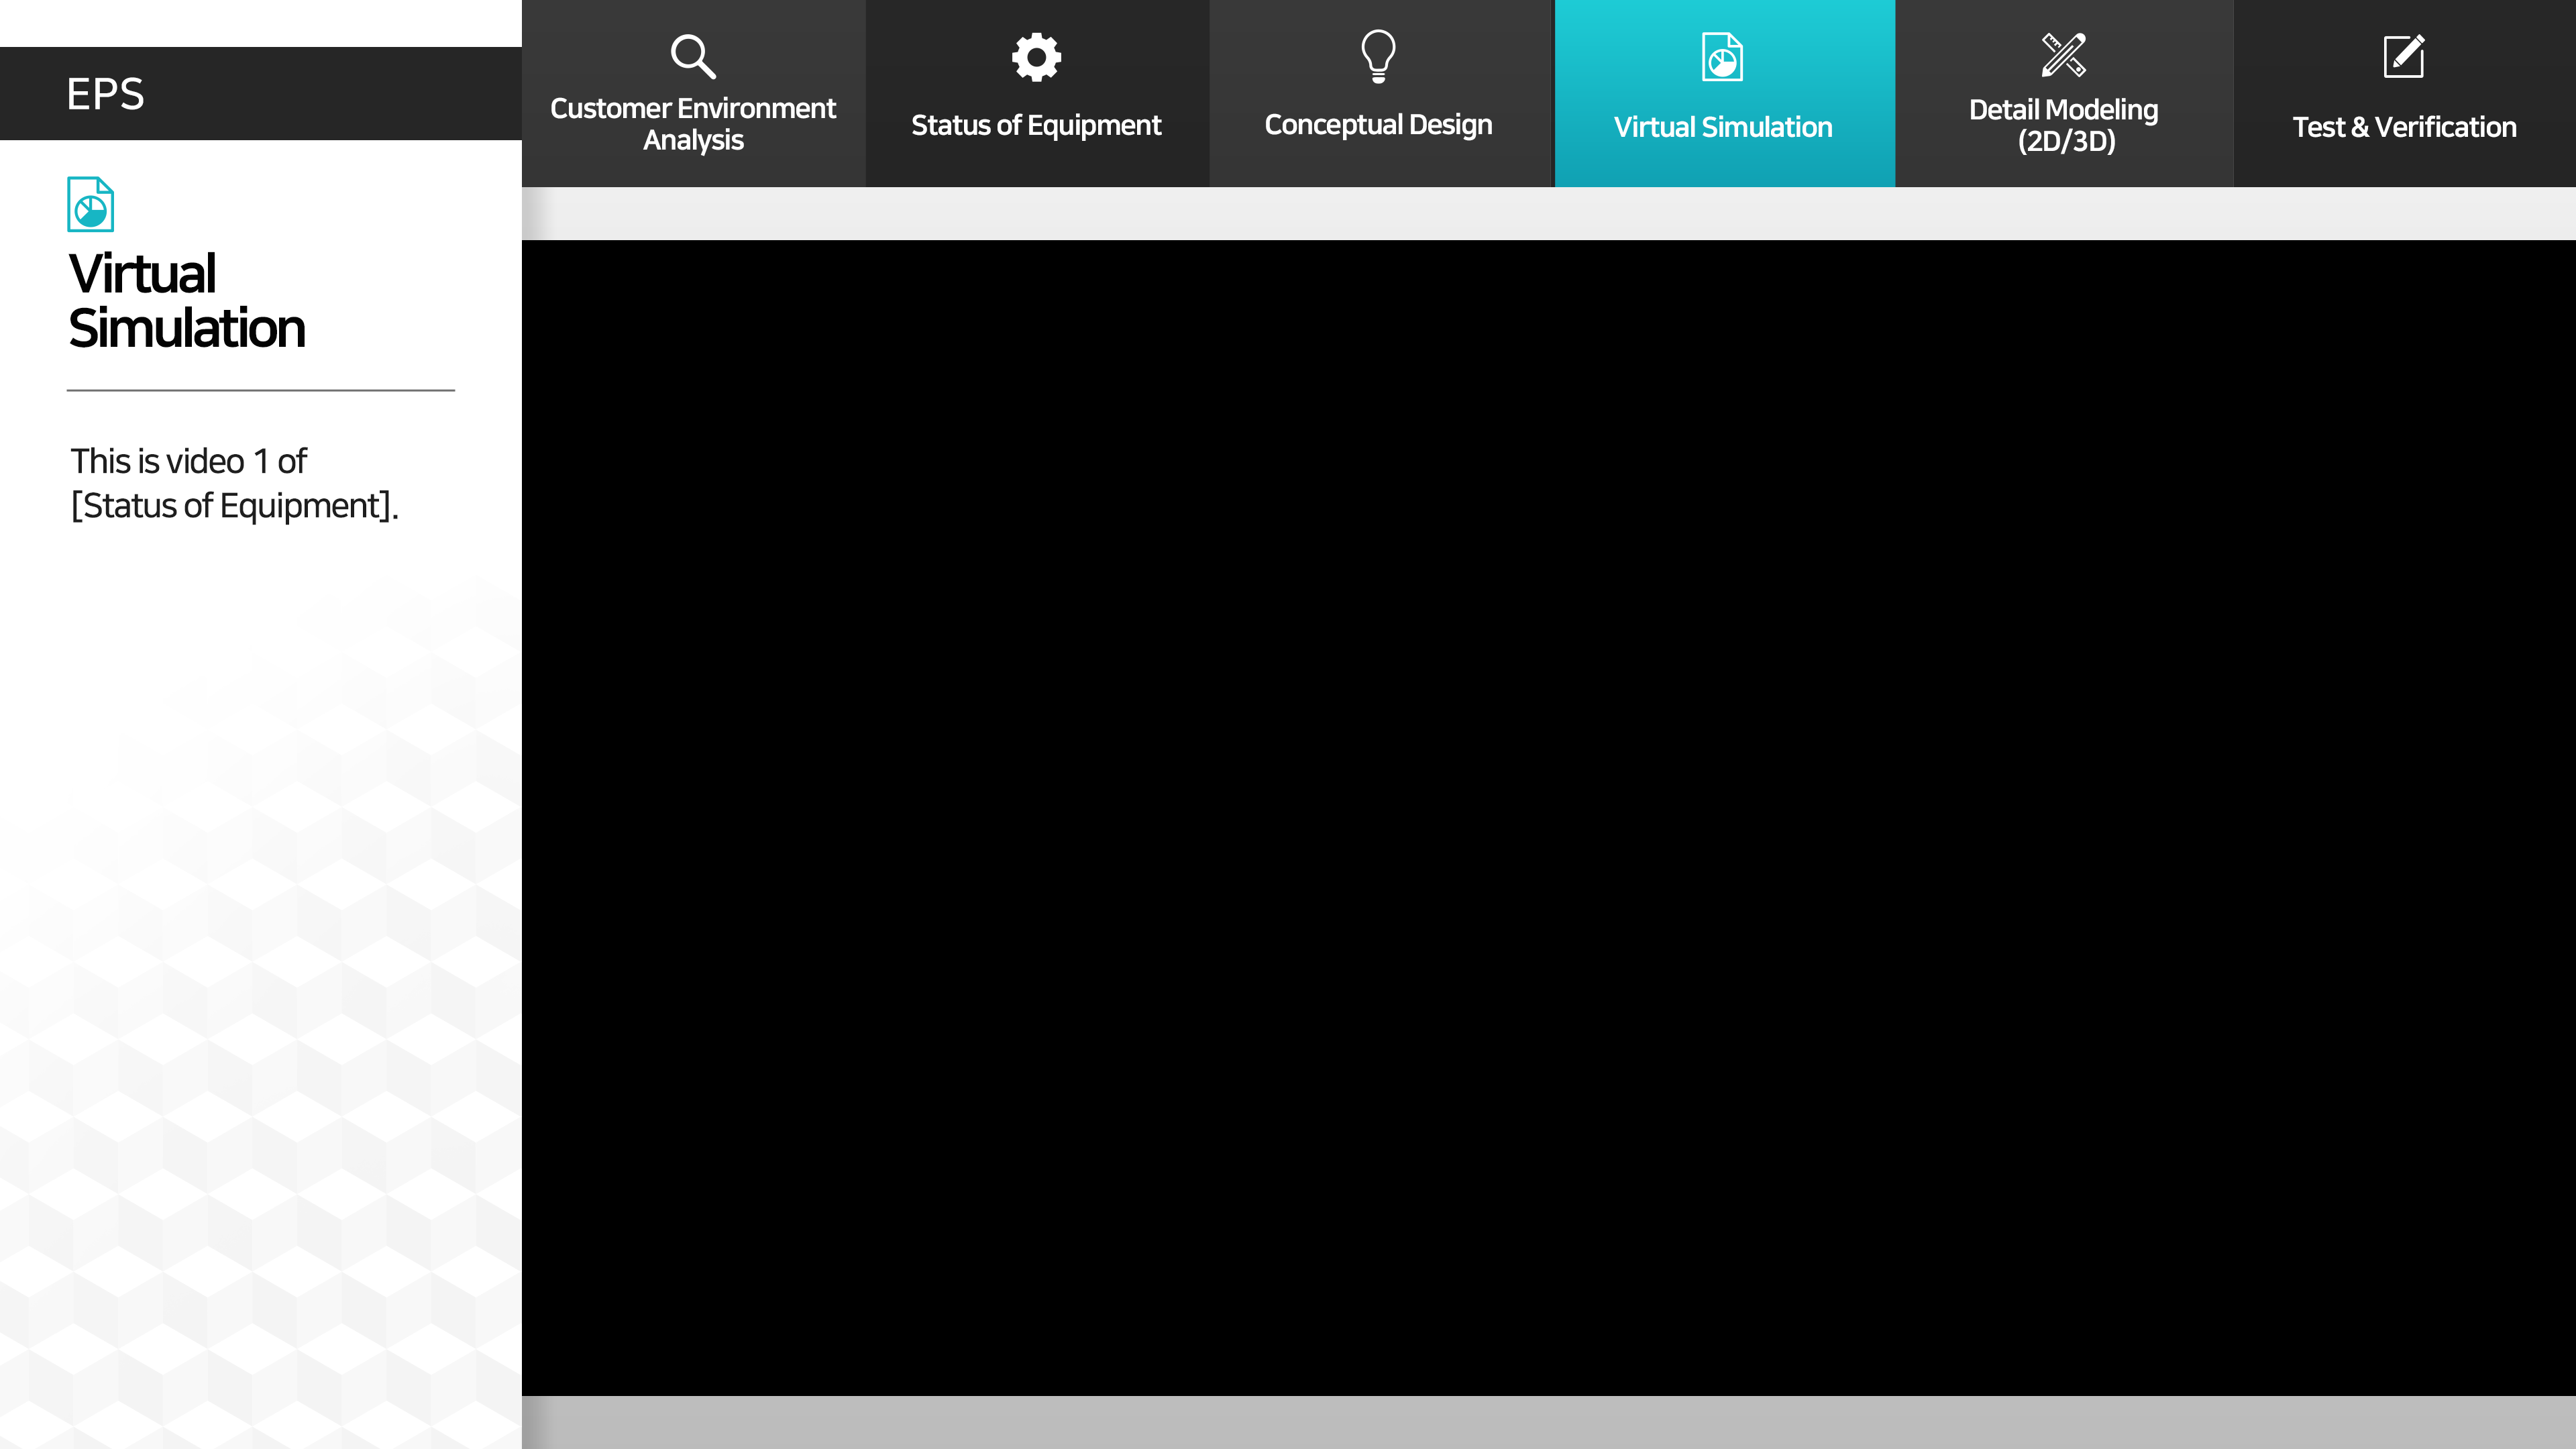 EPS
Virtual
Simulation
This is video 1 of
[Status of Equipment].
Customer Environment
Analysis
Status of Equipment
Conceptual Design
Virtual Simulation
Detail Modeling
(2D/3D)
Test & Verification